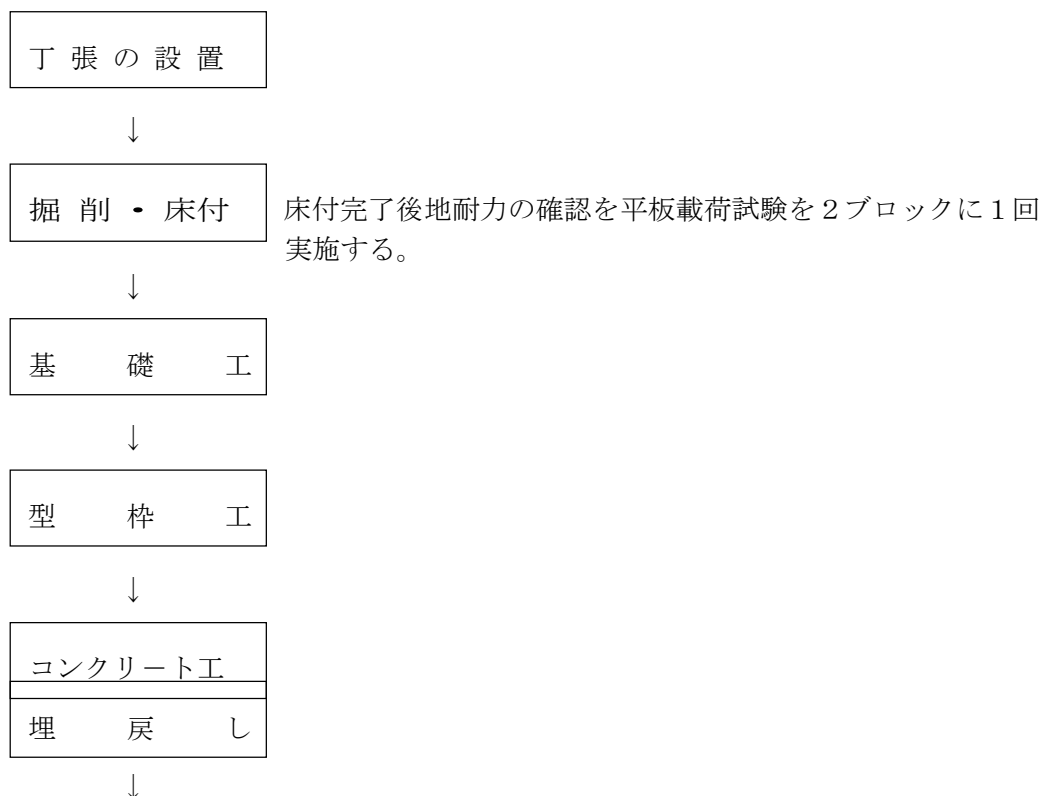 丁 張 の 設 置
↓
掘 削 ・ 床付
床付完了後地耐力の確認を平板載荷試験を２ブロックに１回
実施する。
↓
基 礎 工
↓
型 枠 工
↓
コンクリート工
埋 戻 し
↓